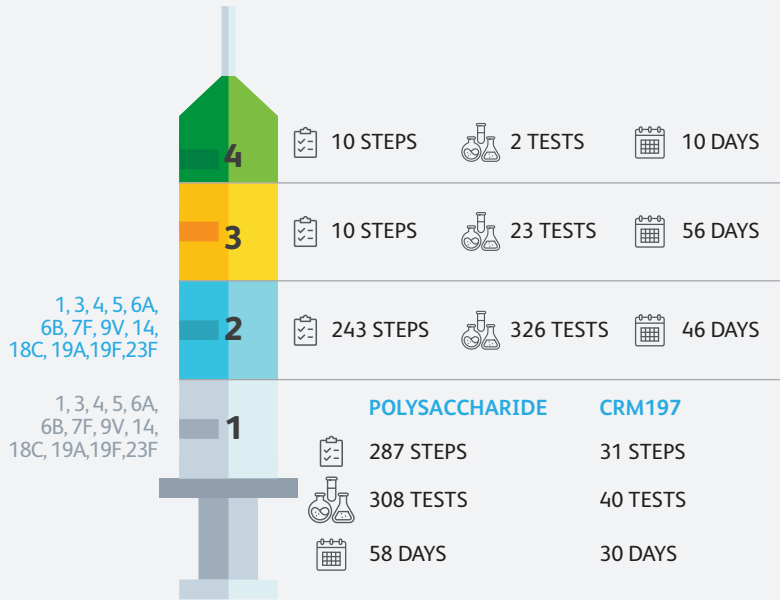 4
10 STEPS 2 TESTS 10 DAYS
3
10 STEPS 23 TESTS 56 DAYS
1, 3, 4, 5, 6A,
6B, 7F, 9V, 14,
18C, 19A,19F,23F
2
243 STEPS 326 TESTS 46 DAYS
1, 3, 4, 5, 6A,
6B, 7F, 9V, 14,
18C, 19A,19F,23F
1
POLYSACCHARIDE CRM197
287 STEPS 31 STEPS
308 TESTS 40 TESTS
58 DAYS 30 DAYS